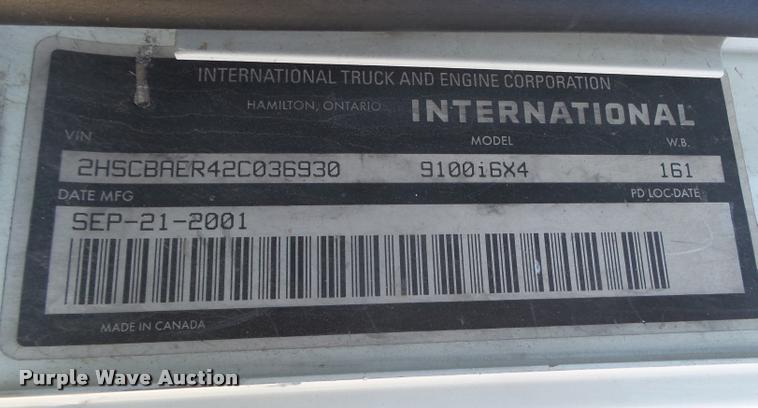 INTERNATIONAL TRUCK AND ENGINE CORPORATION
HAMILTON, ONTARIO INTERNATIONAL
VIN MODEL W.B.
2HSCBAER42C036930 9100i6X4 161
DATE MFG PD LOC-DATE
SEP-21-2001
MADE IN CANADA
Purple Wave Auction